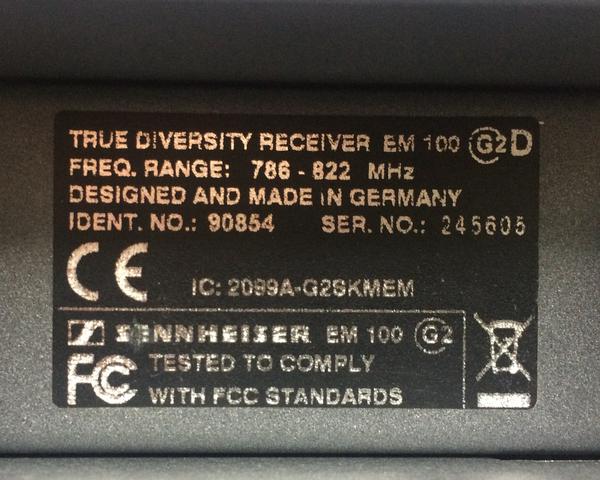 TRUE DIVERSITY RECEIVER EM 100 G2 D
FREQ. RANGE: 786 - 822 MHz
DESIGNED AND MADE IN GERMANY
IDENT. NO.: 90854 SER. NO.: 245605
CE IC: 2099A-G2SKMEM
SENNHEISER EM 100 G2
FC TESTED TO COMPLY
WITH FCC STANDARDS